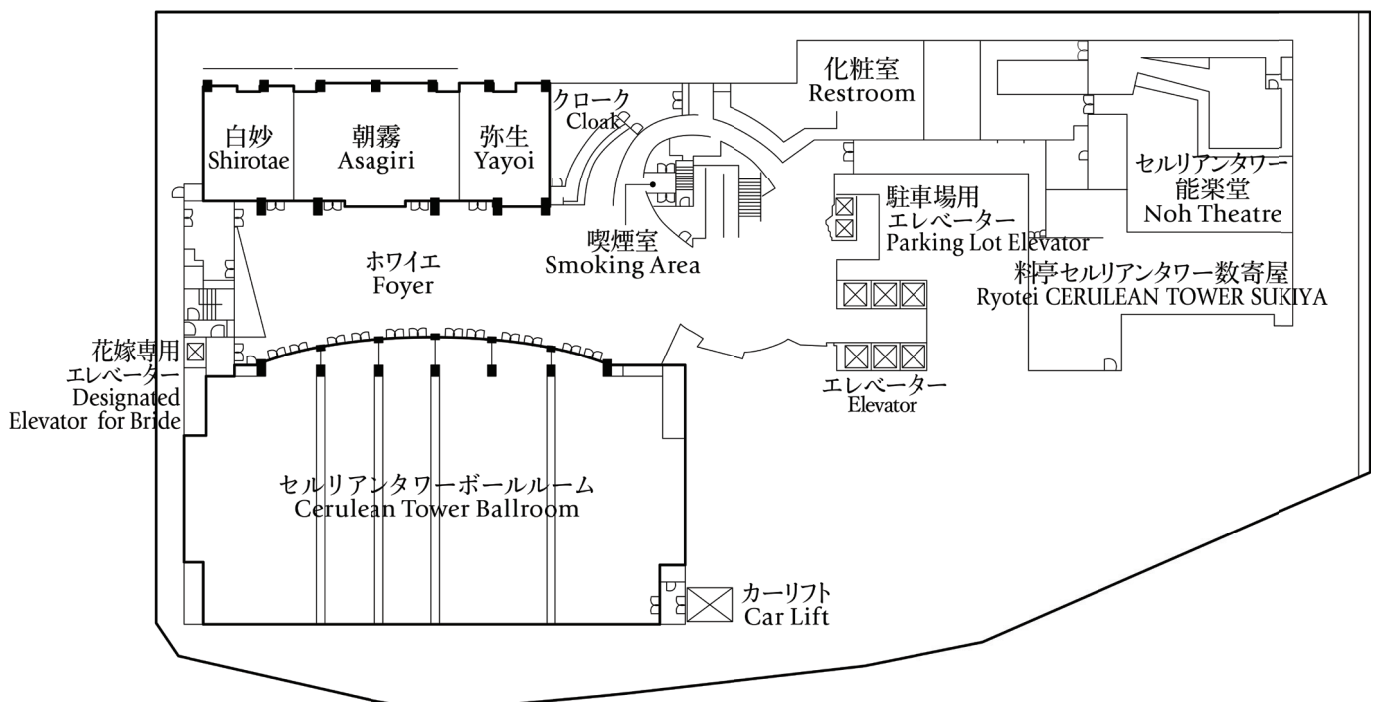 白妙
Shirotae
朝霧
Asagiri
弥生
Yayoi
クローク
Cloak
化粧室
Restroom
セルリアンタワー
能楽堂
Noh Theatre
駐車場用
エレベーター
Parking Lot Elevator
喫煙室
Smoking Area
ホワイエ
Foyer
料亭セルリアンタワー数寄屋
Ryotei CERULEAN TOWER SUKIYA
花嫁専用
エレベーター
Designated
Elevator for Bride
エレベーター
Elevator
セルリアンタワーボールルーム
Cerulean Tower Ballroom
カーリフト
Car Lift